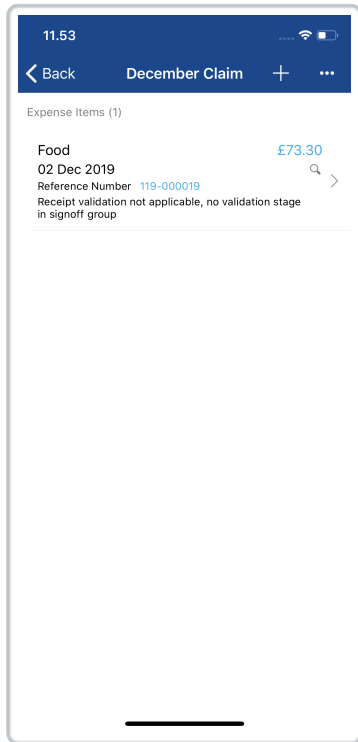 11.53
Back December Claim
Expense Items (1)
Food £73.30
02 Dec 2019
Reference Number 119-000019
Receipt validation not applicable, no validation stage
in signoff group